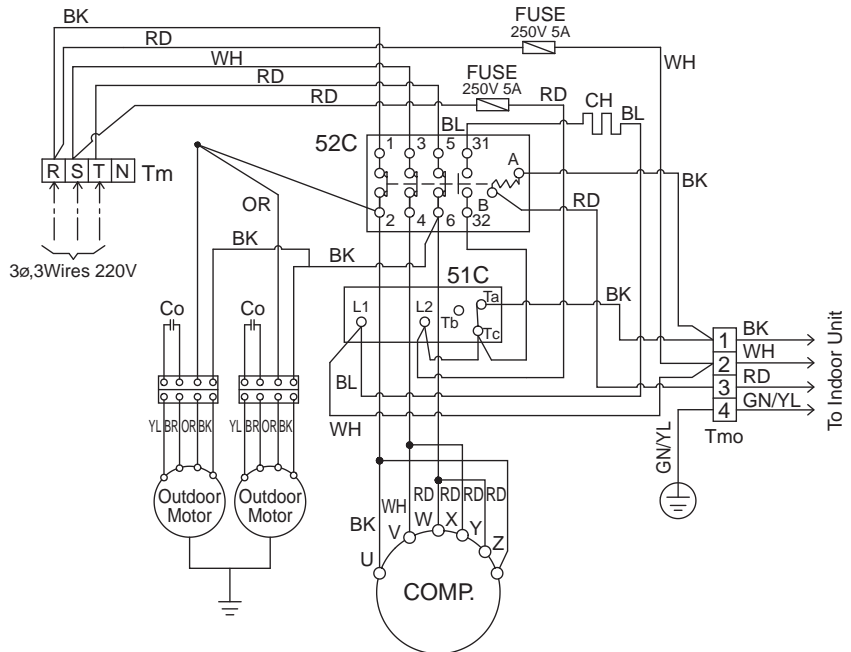 BK
RD
WH
RD
RD
FUSE
250V 5A
FUSE
250V 5A
RD
WH
CH
BL
BL
52C
1 3 5 31
A
B
2 4 6 32
R S T N Tm
3ø,3Wires 220V
OR
BK
BK
BK
RD
51C
L1 L2 Tb Ta
Tc
BK
Co Co
BL
WH
1 BK
2 WH
3 RD
4 GN/YL
Tmo
To Indoor Unit
GN/YL
YL BR OR BK
YL BR OR BK
Outdoor
Motor
Outdoor
Motor
BK WH RD RD RD RD
U V W X Y Z
COMP.